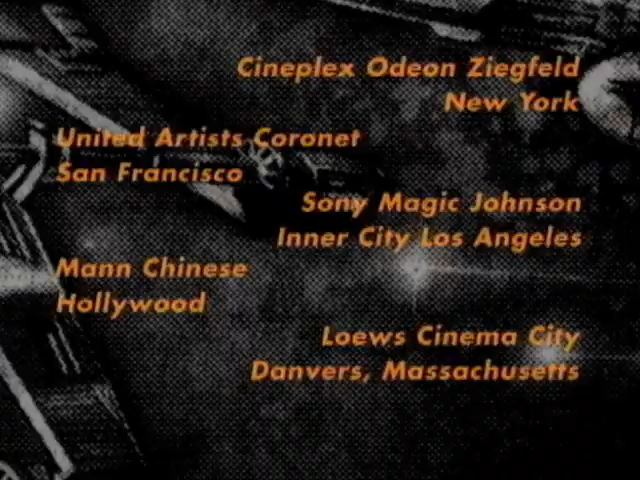 Cineplex Odeon Ziegfeld
New York
United Artists Coronet
San Francisco
Sony Magic Johnson
Inner City Los Angeles
Mann Chinese
Hollywood
Loews Cinema City
Danvers, Massachusetts